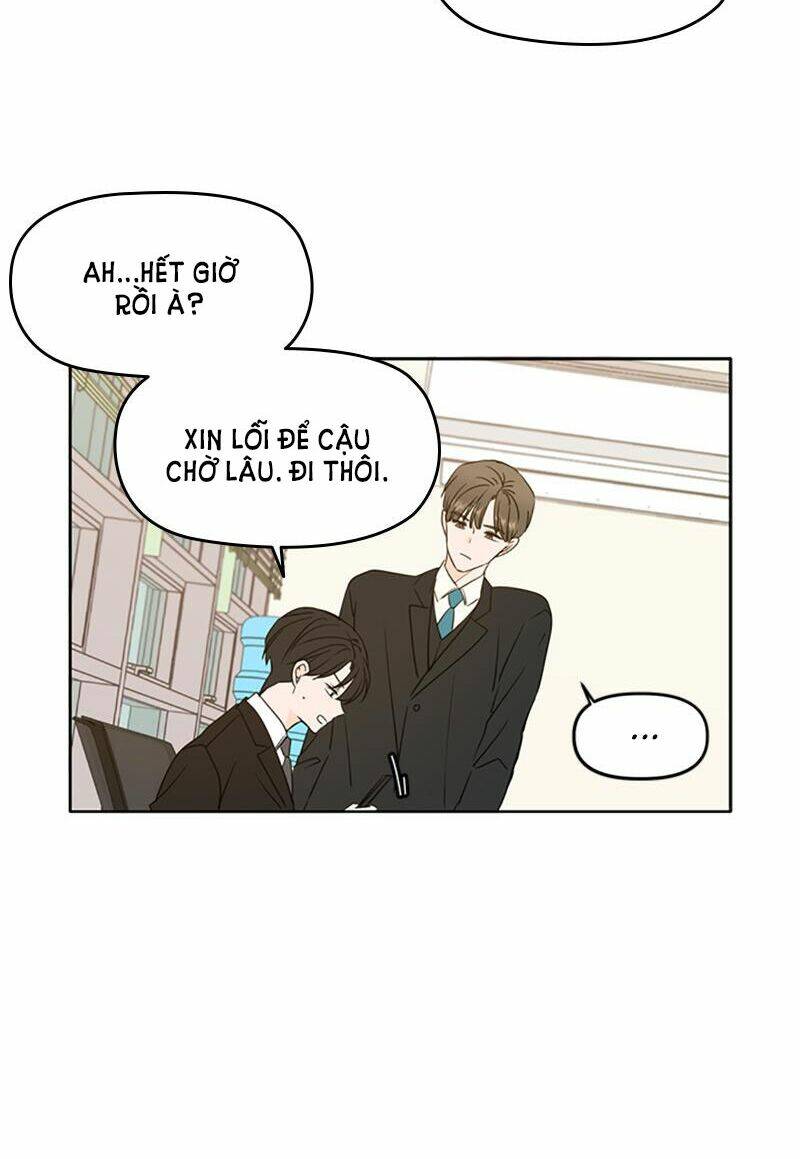 AH...HẾT GIỜ
RỒI À?
XIN LỖI ĐỂ CẬU
CHỜ LÂU. ĐI THÔI.
...